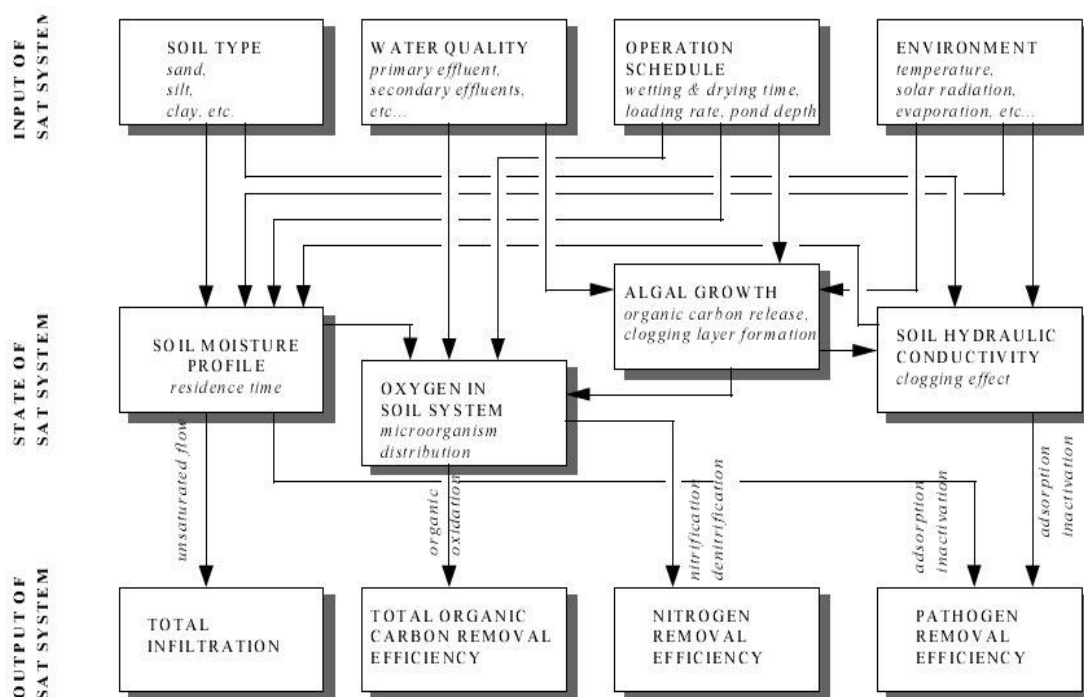 INPUT OF
SAT SYSTEM
SOIL TYPE
sand,
silt,
clay, etc.
WATER QUALITY
primary effluent,
secondary effluents,
etc...
OPERATION
SCHEDULE
wetting & drying time,
loading rate, pond depth
ENVIRONMENT
temperature,
solar radiation,
evaporation, etc...
STATE OF
SAT SYSTEM
SOIL MOISTURE
PROFILE
residence time
OXYGEN IN
SOIL SYSTEM
microorganism
distribution
ALGAL GROWTH
organic carbon release,
clogging layer formation
SOIL HYDRAULIC
CONDUCTIVITY
clogging effect
unsaturated flow
organic
oxidation
nitrification
denitrification
adsorption
inactivation
adsorption
inactivation
OUTPUT OF
SAT SYSTEM
TOTAL
INFILTRATION
TOTAL ORGANIC
CARBON REMOVAL
EFFICIENCY
NITROGEN
REMOVAL
EFFICIENCY
PATHOGEN
REMOVAL
EFFICIENCY